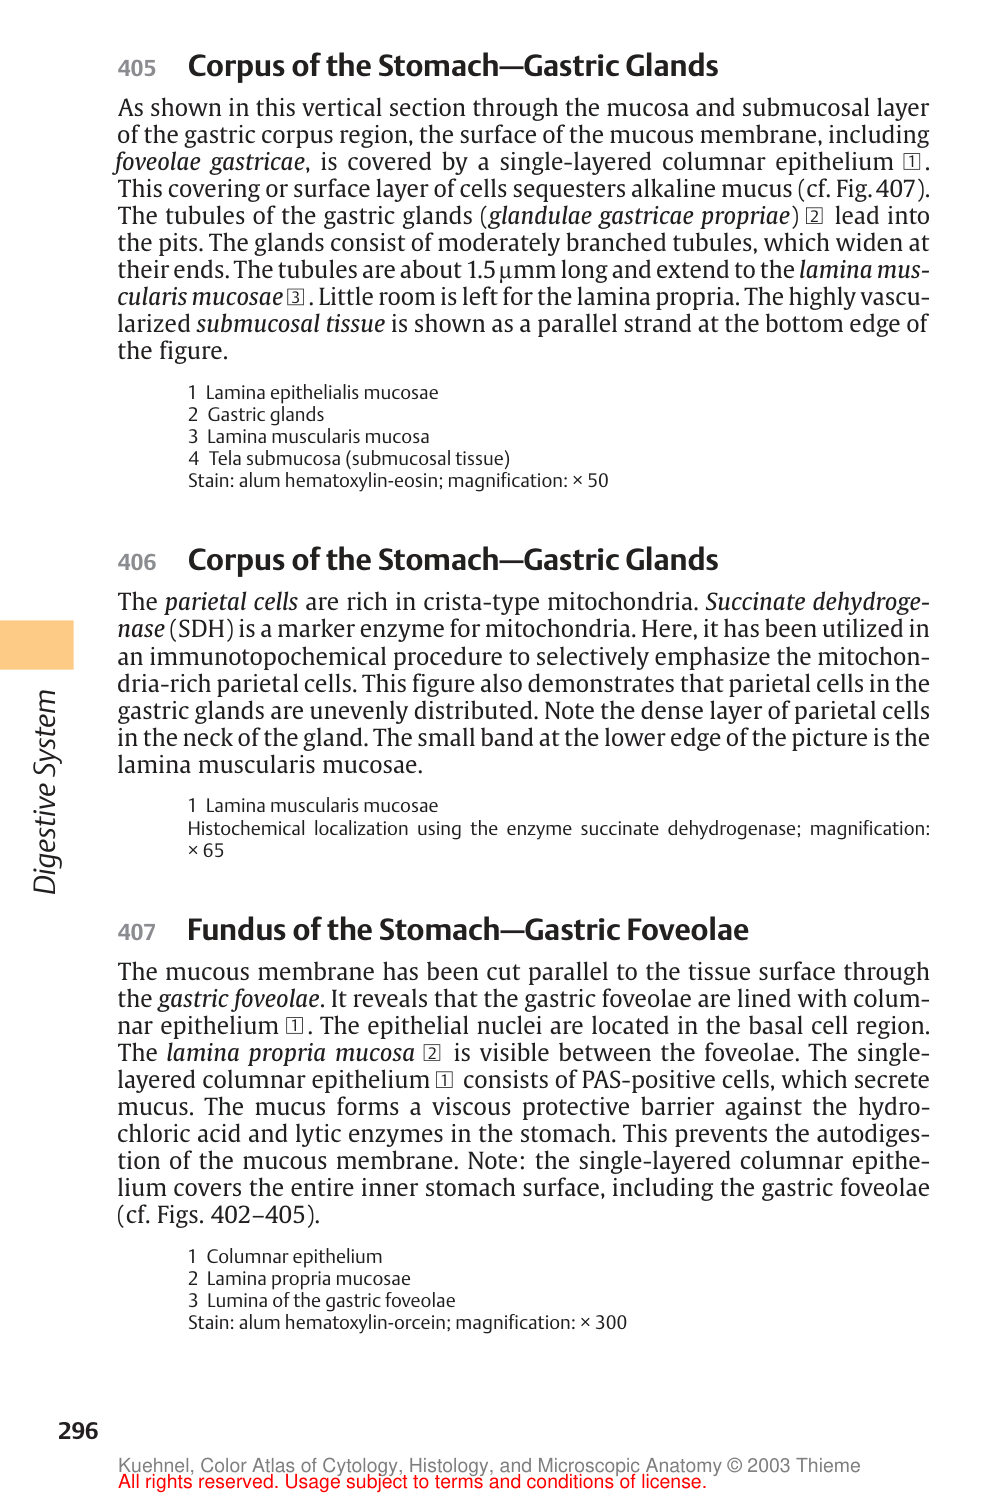 405 Corpus of the Stomach—Gastric Glands
As shown in this vertical section through the mucosa and submucosal layer
of the gastric corpus region, the surface of the mucous membrane, including
foveolae gastricae, is covered by a single-layered columnar epithelium 1.
This covering or surface layer of cells sequesters alkaline mucus (cf. Fig. 407).
The tubules of the gastric glands (glandulae gastricae propriae) 2 lead into
the pits. The glands consist of moderately branched tubules, which widen at
their ends. The tubules are about 1.5 µmm long and extend to the lamina mus-
cularis mucosae 3. Little room is left for the lamina propria. The highly vascu-
larized submucosal tissue is shown as a parallel strand at the bottom edge of
the figure.
1 Lamina epithelialis mucosae
2 Gastric glands
3 Lamina muscularis mucosa
4 Tela submucosa (submucosal tissue)
Stain: alum hematoxylin-eosin; magnification: × 50
406 Corpus of the Stomach—Gastric Glands
The parietal cells are rich in crista-type mitochondria. Succinate dehydroge-
nase (SDH) is a marker enzyme for mitochondria. Here, it has been utilized in
an immunotopochemical procedure to selectively emphasize the mitochon-
dria-rich parietal cells. This figure also demonstrates that parietal cells in the
gastric glands are unevenly distributed. Note the dense layer of parietal cells
in the neck of the gland. The small band at the lower edge of the picture is the
lamina muscularis mucosae.
1 Lamina muscularis mucosae
Histochemical localization using the enzyme succinate dehydrogenase; magnification:
× 65
Digestive System
407 Fundus of the Stomach—Gastric Foveolae
The mucous membrane has been cut parallel to the tissue surface through
the gastric foveolae. It reveals that the gastric foveolae are lined with colum-
nar epithelium 1. The epithelial nuclei are located in the basal cell region.
The lamina propria mucosa 2 is visible between the foveolae. The single-
layered columnar epithelium 1 consists of PAS-positive cells, which secrete
mucus. The mucus forms a viscous protective barrier against the hydro-
chloric acid and lytic enzymes in the stomach. This prevents the autodiges-
tion of the mucous membrane. Note: the single-layered columnar epithe-
lium covers the entire inner stomach surface, including the gastric foveolae
(cf. Figs. 402–405).
1 Columnar epithelium
2 Lamina propria mucosae
3 Lumina of the gastric foveolae
Stain: alum hematoxylin-orcein; magnification: × 300
296
Kuehnel, Color Atlas of Cytology, Histology, and Microscopic Anatomy © 2003 Thieme
All rights reserved. Usage subject to terms and conditions of license.